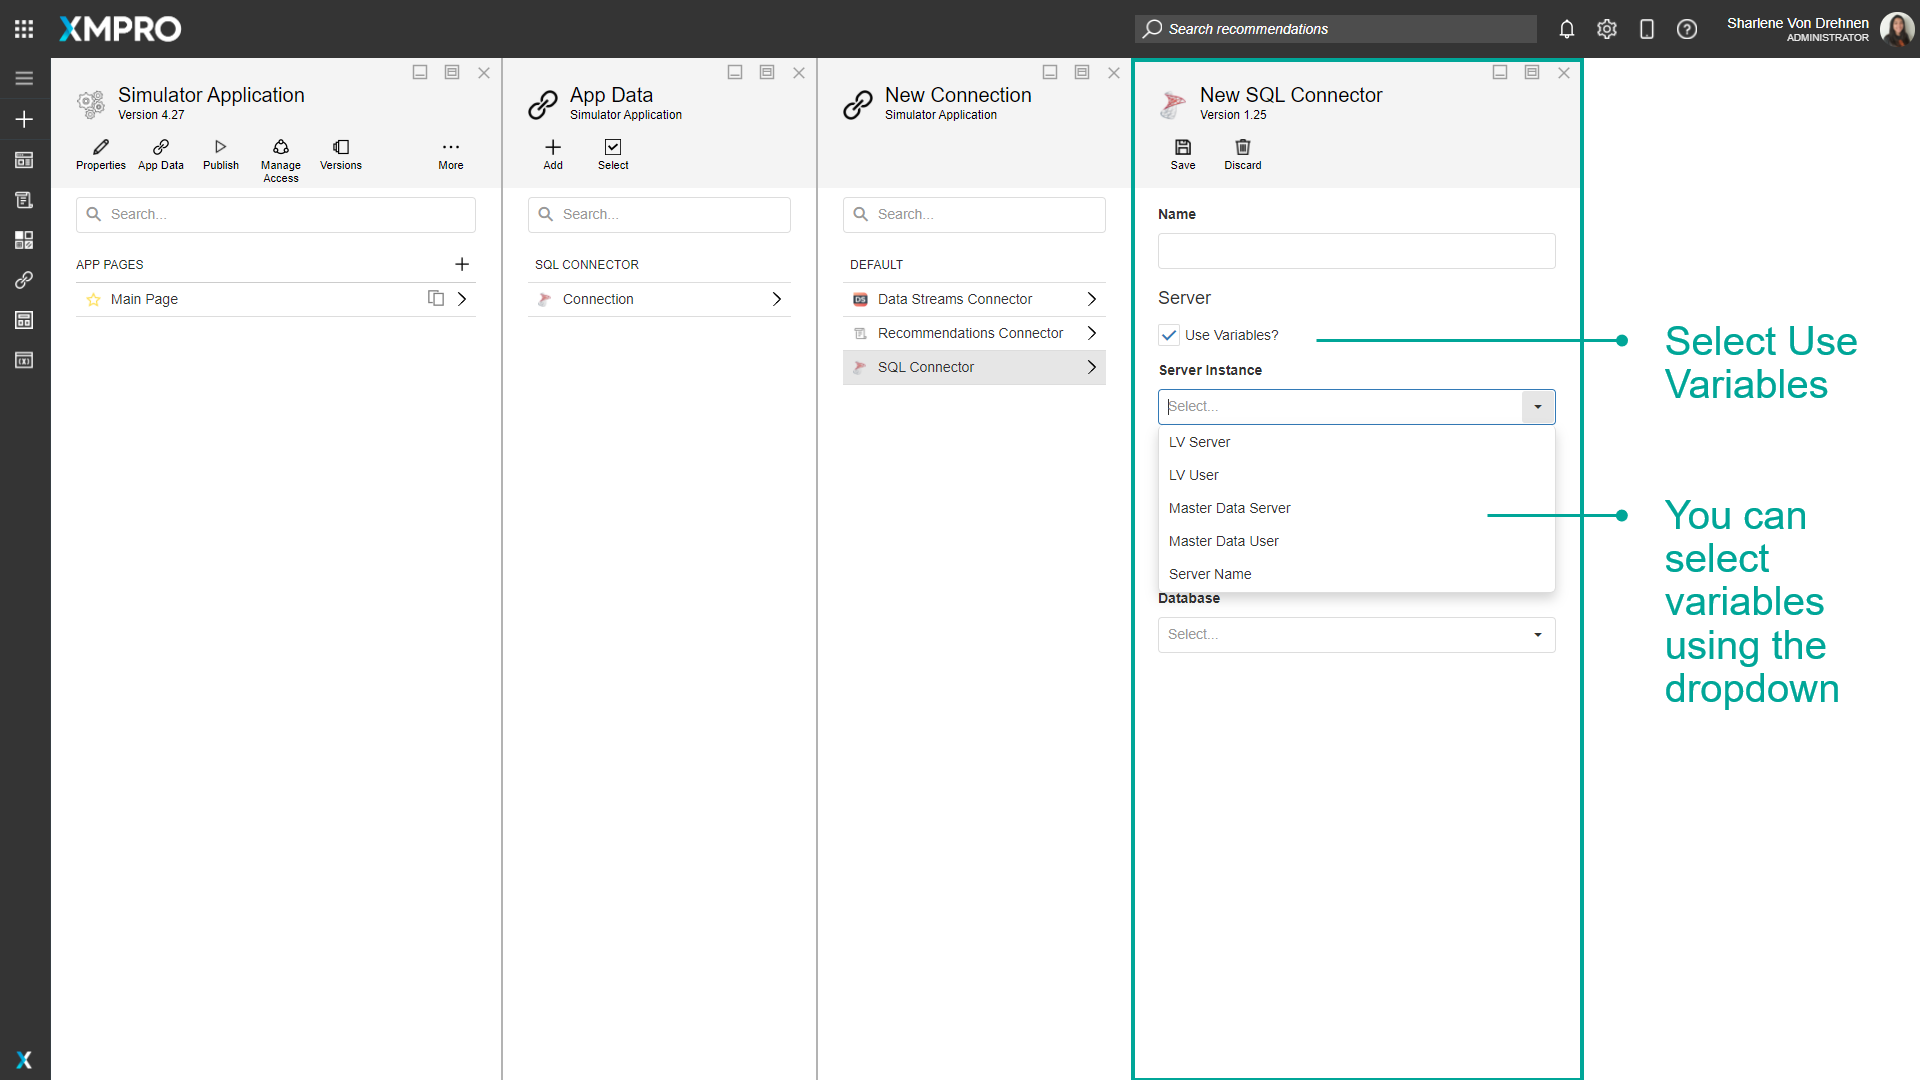 XMPRO
Search recommendations
Sharlene Von Drehnen
ADMINISTRATOR
Simulator Application
Version 4.27
Properties
App Data
Publish
Manage
Access
Versions
More
Search...
APP PAGES
Main Page
App Data
Simulator Application
Add
Select
Search...
SQL CONNECTOR
Connection
New Connection
Simulator Application
Search...
DEFAULT
DS
Data Streams Connector
Recommendations Connector
SQL Connector
New SQL Connector
Version 1.25
Save
Discard
Name
Server
Use Variables?
Server Instance
Select...
LV Server
LV User
Master Data Server
Master Data User
Server Name
Database
Select...
Select Use
Variables
You can
select
variables
using the
dropdown